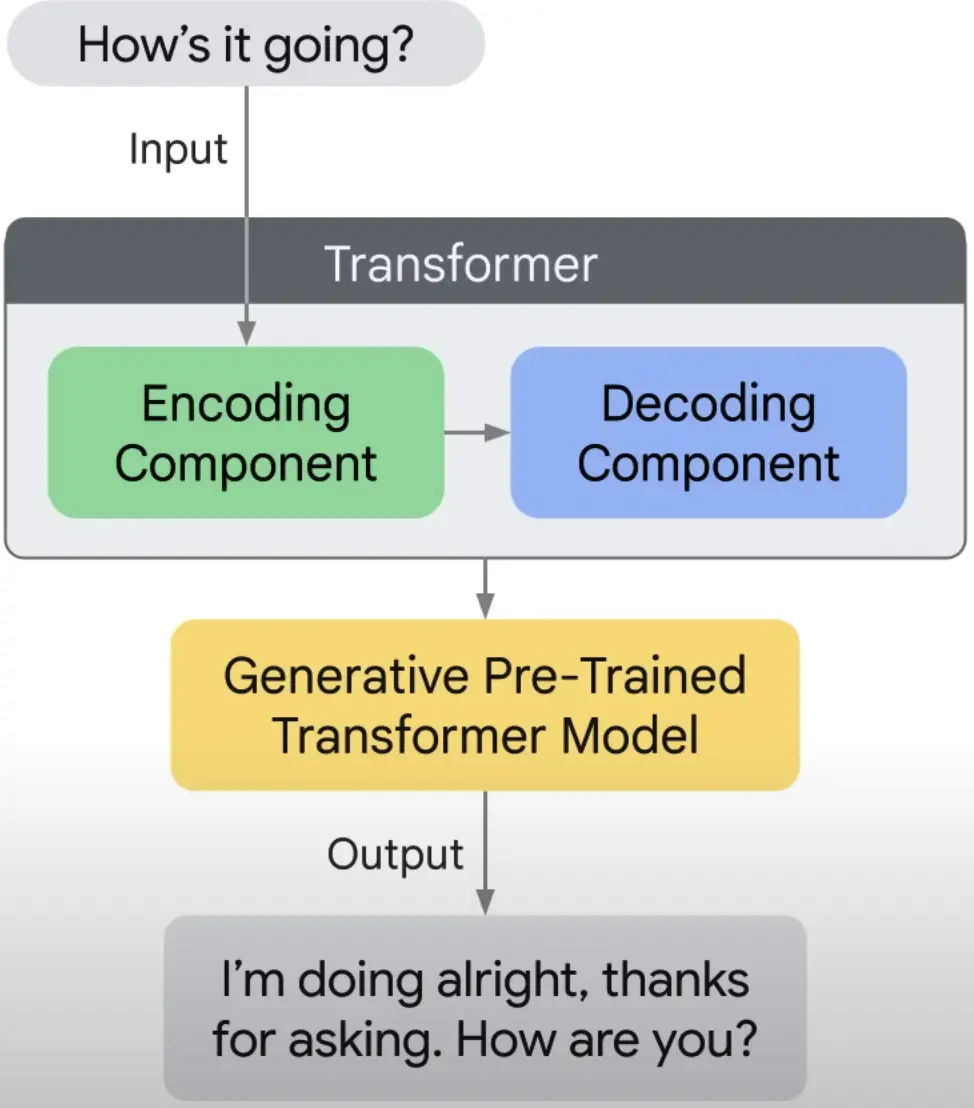 How’s it going?
Input
Transformer
Encoding
Component
Decoding
Component
Generative Pre-Trained
Transformer Model
Output
I’m doing alright, thanks
for asking. How are you?